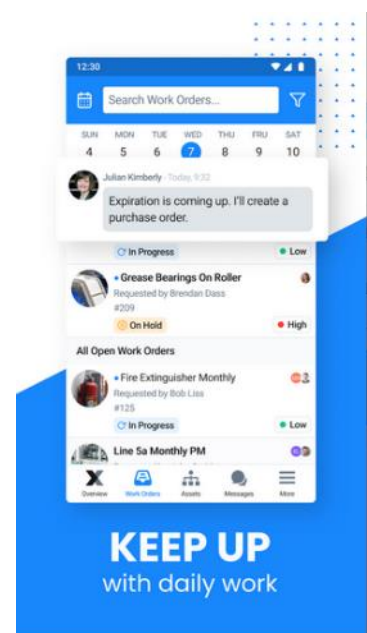 12:30
Search Work Orders...
SUN MON TUE WED THU FRU SAT
4 5 6 7 8 9 10
Julian Kimberly · Today, 9:32
Expiration is coming up. I'll create a
purchase order.
In Progress Low
Grease Bearings On Roller
Requested by Brendan Dass
#209
On Hold High
All Open Work Orders
Fire Extinguisher Monthly
Requested by Bob Liss
#125
In Progress Low
Line 5a Monthly PM
Overview Work Orders Assets Messages More
KEEP UP
with daily work